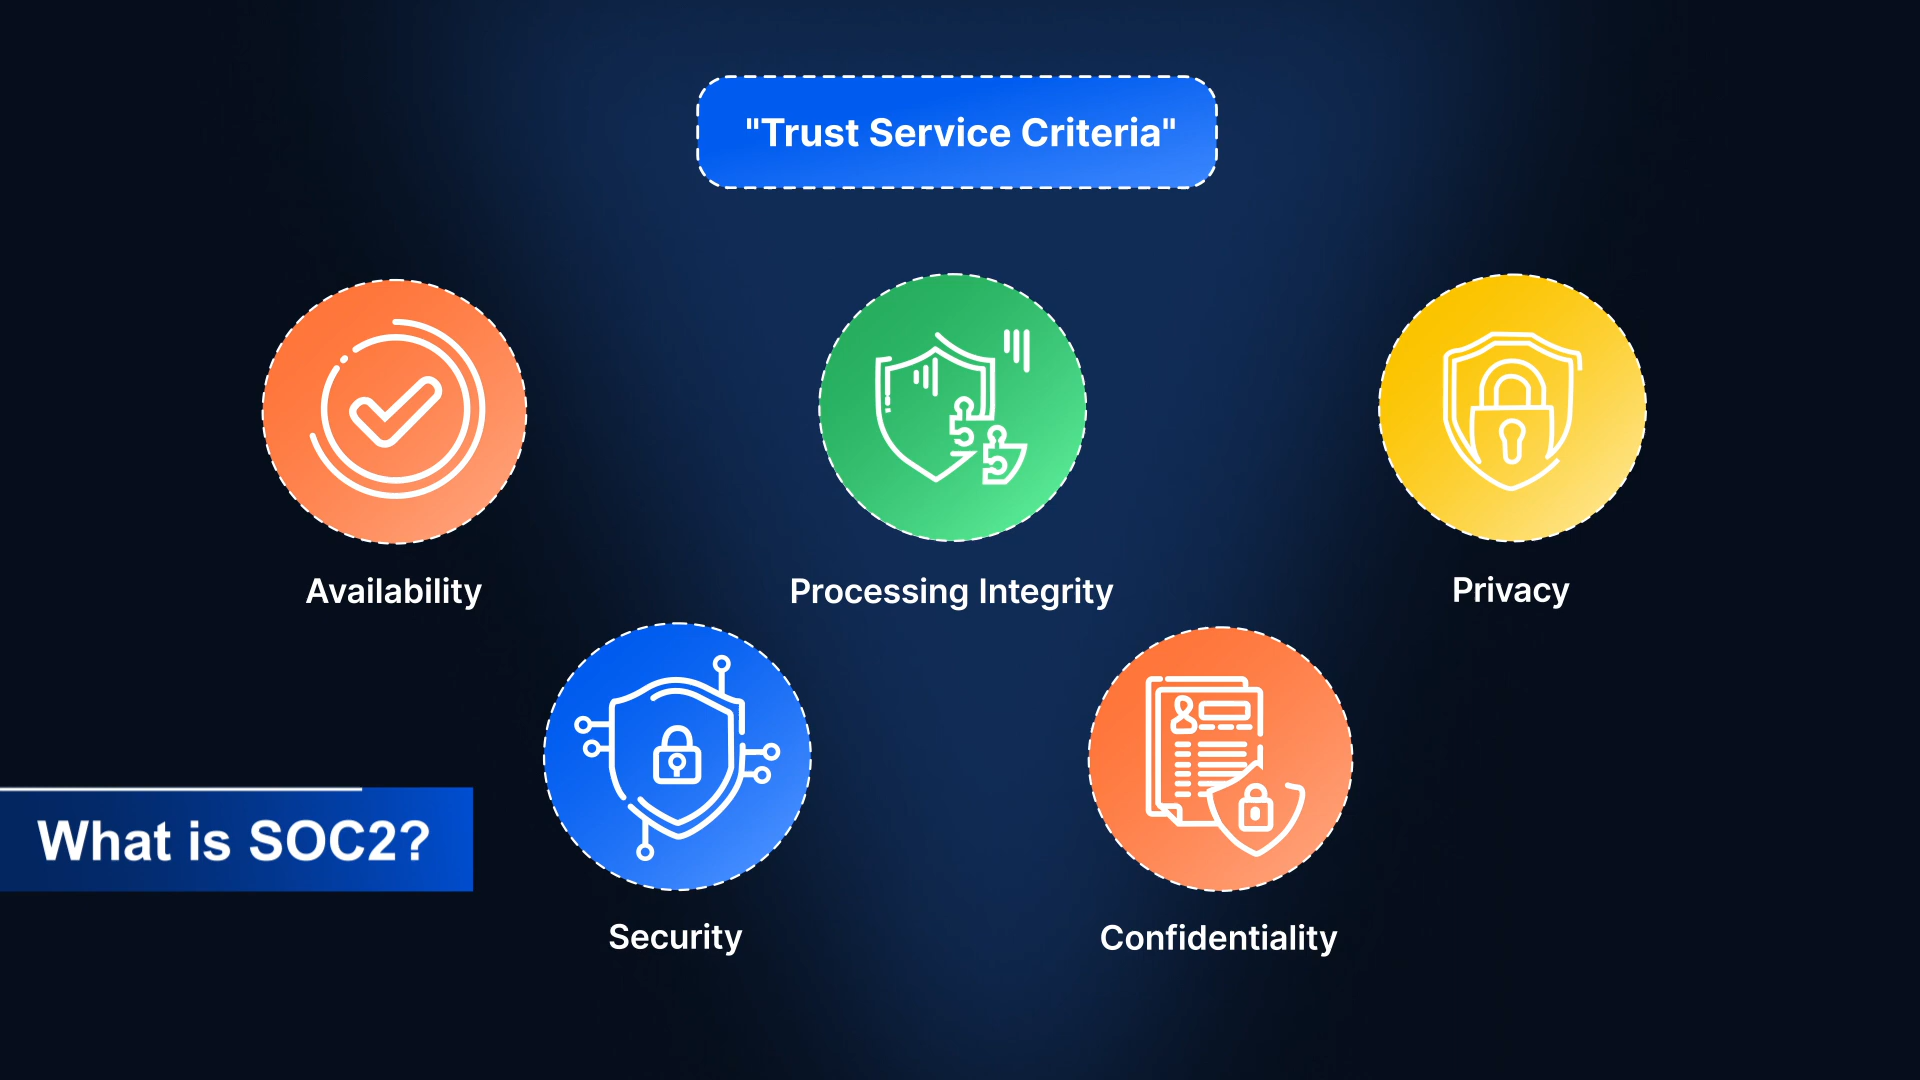 "Trust Service Criteria"
Availability
Processing Integrity
Privacy
What is SOC2?
Security
Confidentiality